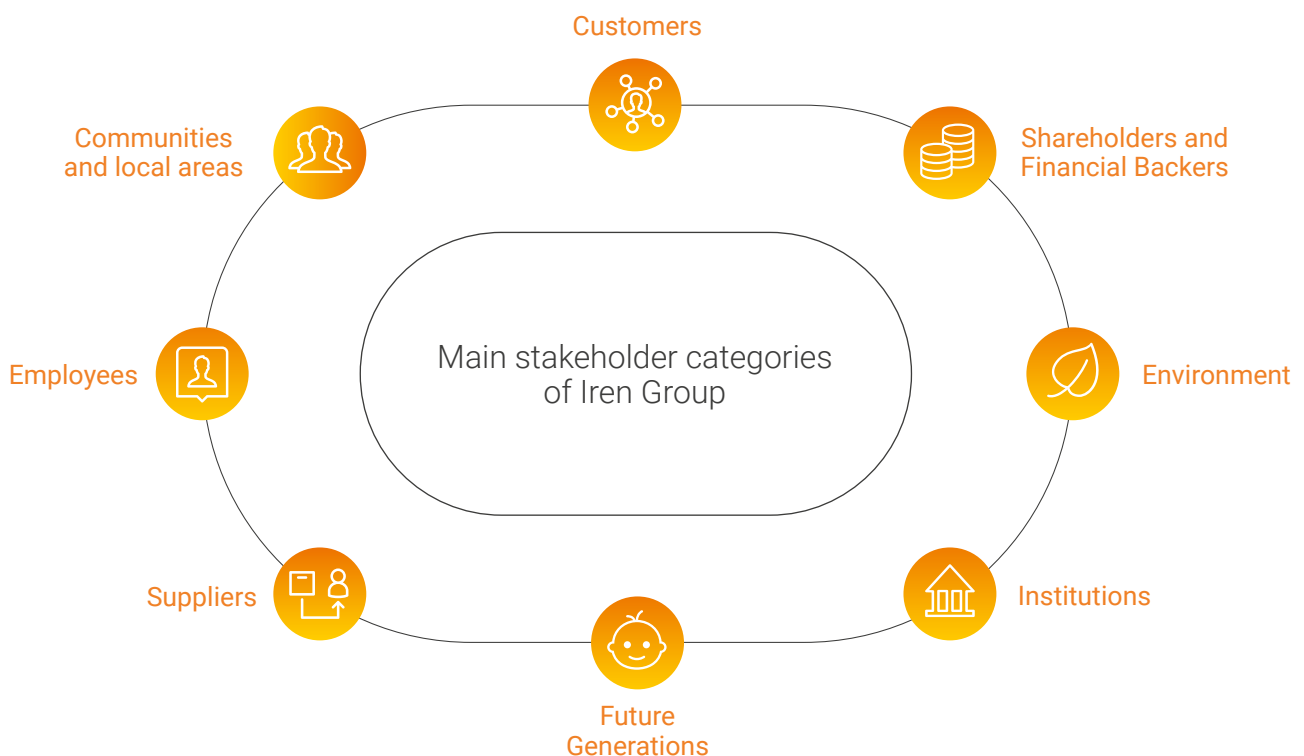 Customers
Communities
and local areas
Shareholders and
Financial Backers
Main stakeholder categories
of Iren Group
Employees
Environment
Suppliers
Institutions
Future
Generations